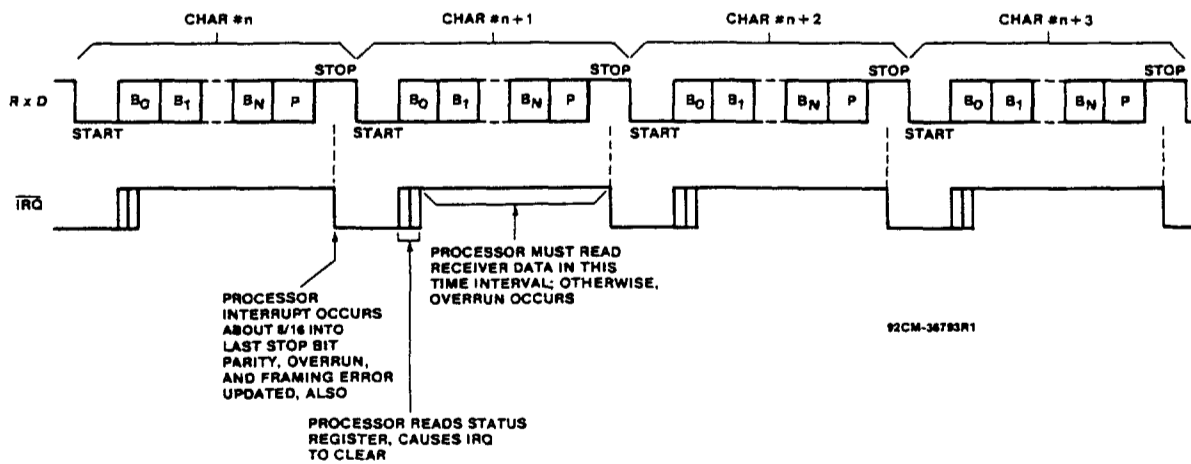 CHAR #n CHAR #n+1 CHAR #n+2 CHAR #n+3
STOP STOP STOP STOP
R x D B0 B1 BN P B0 B1 BN P B0 B1 BN P B0 B1 BN P
START START START START
IRQ
PROCESSOR MUST READ
RECEIVER DATA IN THIS
TIME INTERVAL; OTHERWISE,
OVERRUN OCCURS
PROCESSOR
INTERRUPT OCCURS
ABOUT 8/16 INTO
LAST STOP BIT
PARITY, OVERRUN,
AND FRAMING ERROR
UPDATED, ALSO
92CM-36793R1
PROCESSOR READS STATUS
REGISTER, CAUSES IRQ
TO CLEAR